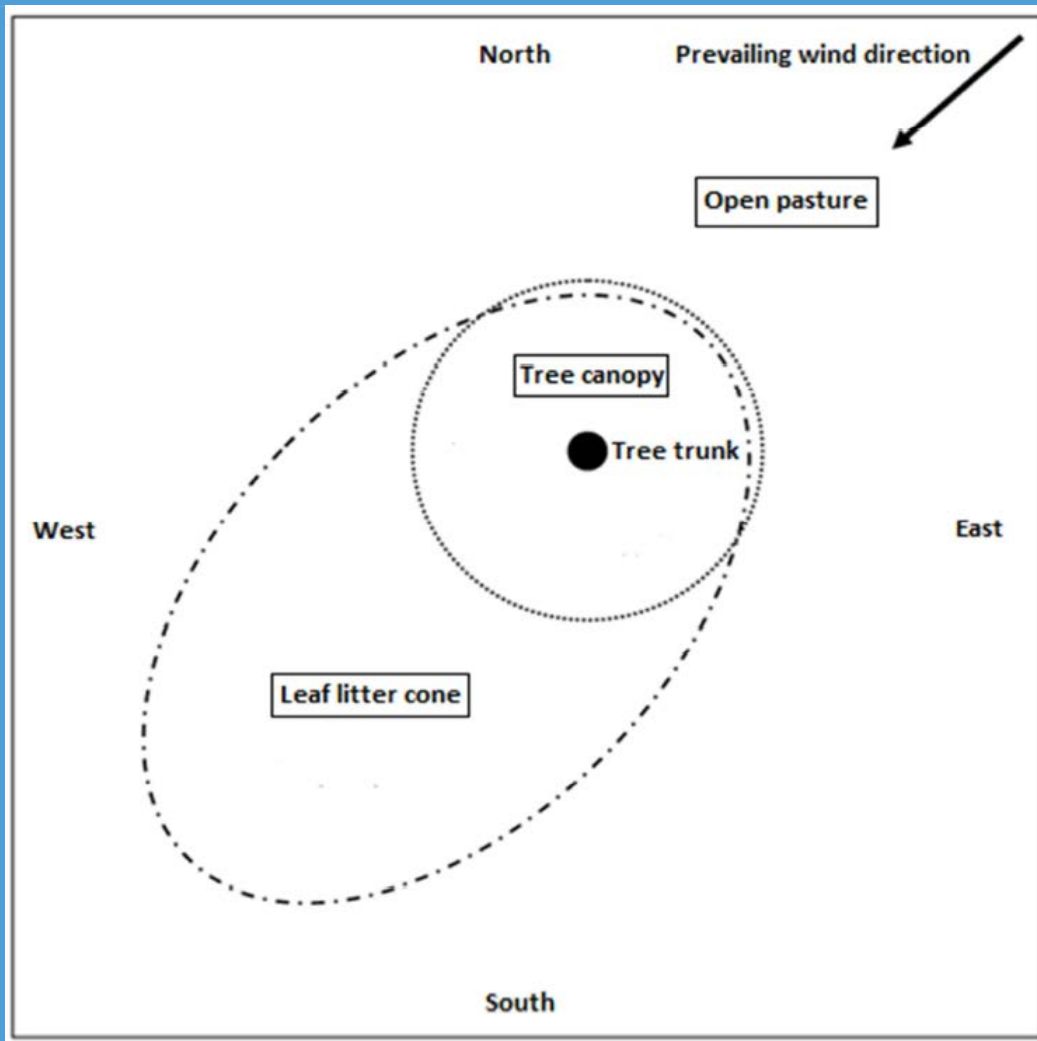 North
Prevailing wind direction
Open pasture
Tree canopy
Tree trunk
West
East
Leaf litter cone
South